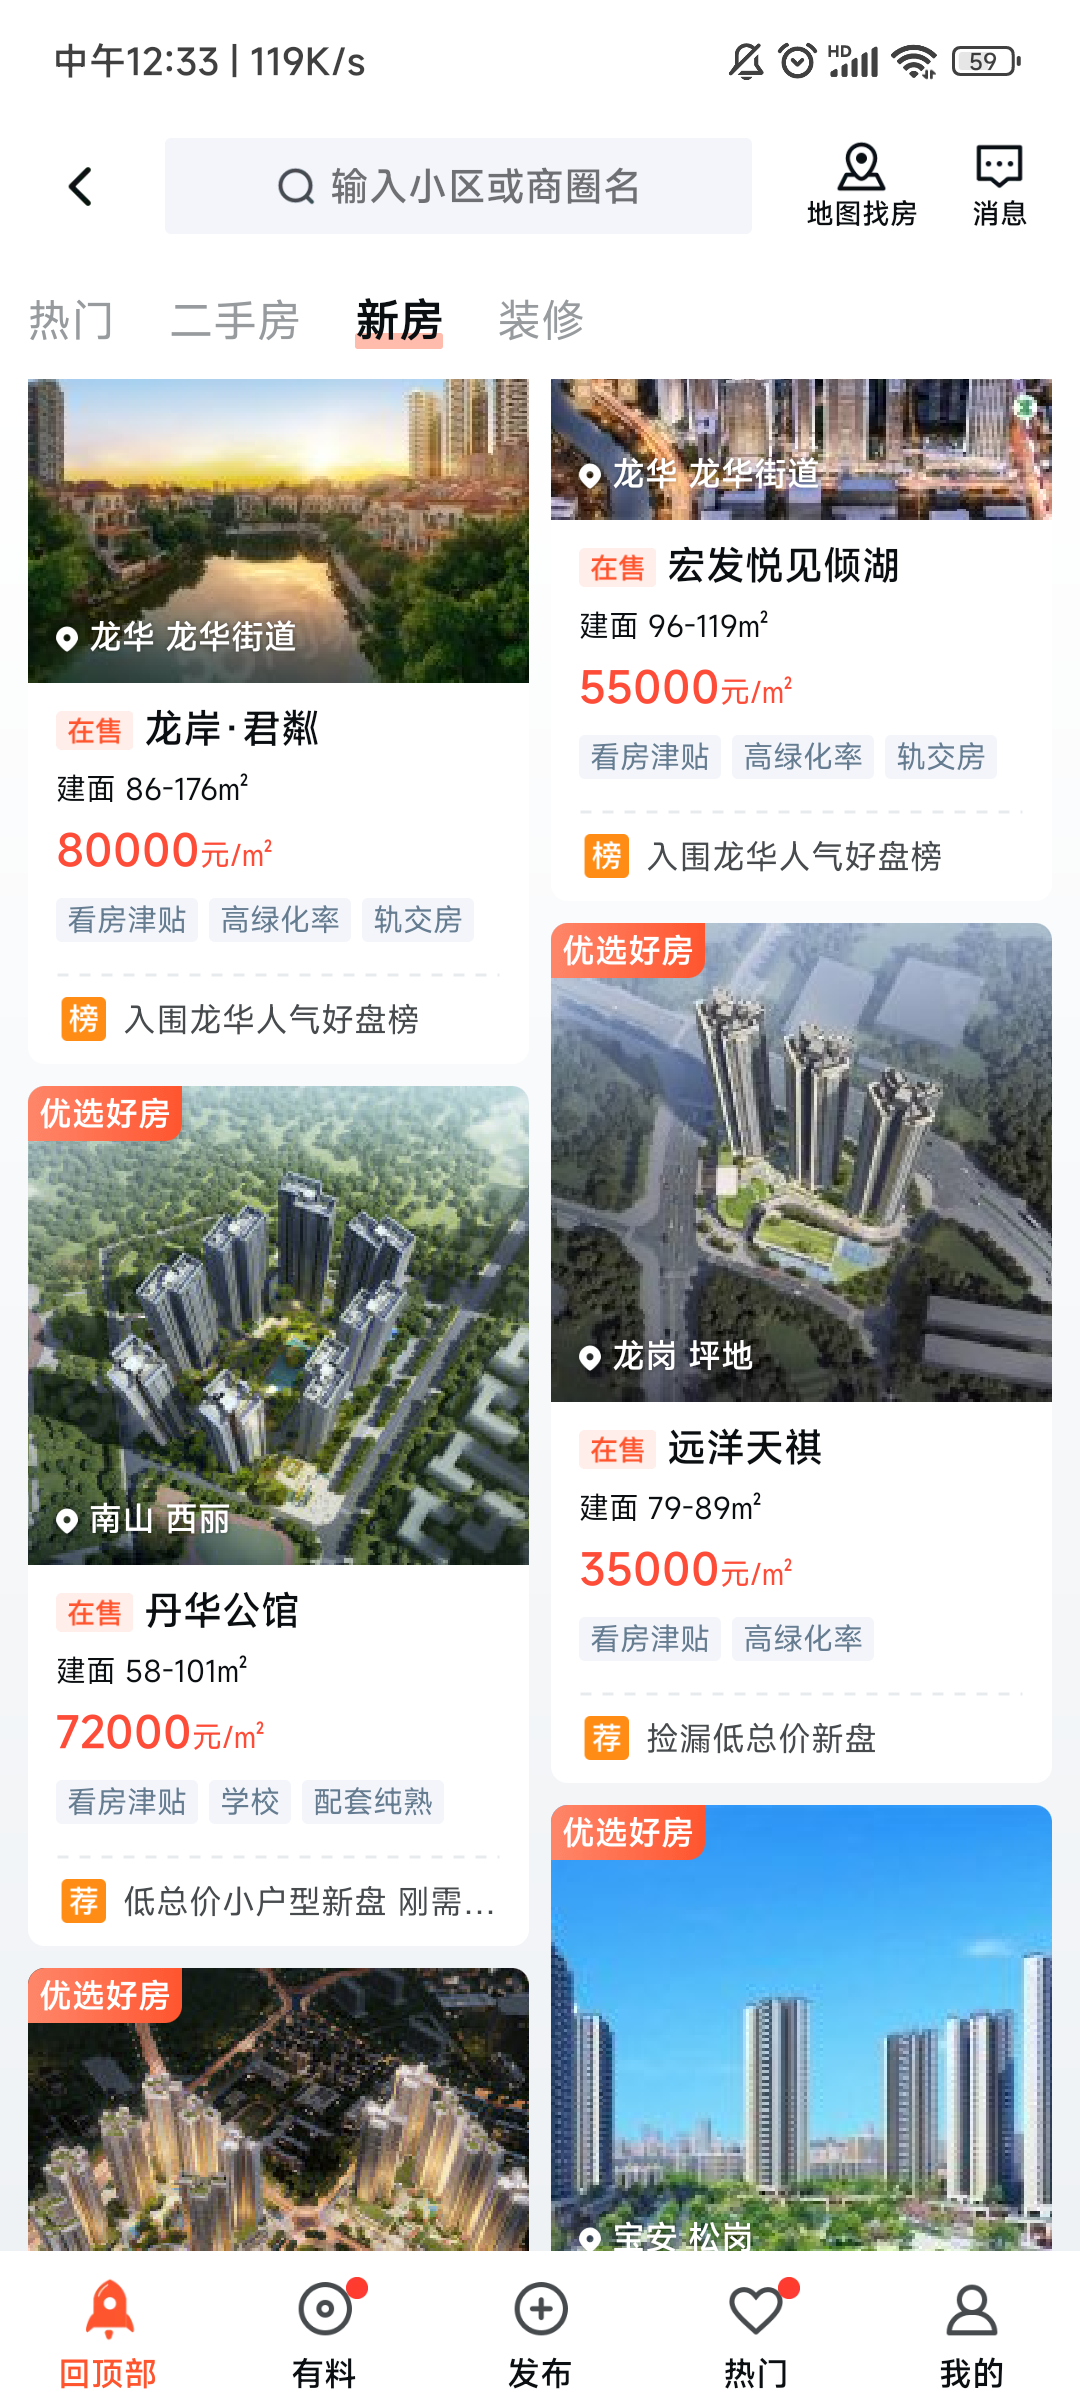 中午12:33 | 119K/s
HD
59
输入小区或商圈名
地图找房
消息
热门
二手房
新房
装修
龙华 龙华街道
在售 龙岸·君粼
建面 86-176m²
80000元/m²
看房津贴 高绿化率 轨交房
榜 入围龙华人气好盘榜
优选好房
南山 西丽
在售 丹华公馆
建面 58-101m²
72000元/m²
看房津贴 学校 配套纯熟
荐 低总价小户型新盘 刚需...
优选好房
龙华 龙华街道
在售 宏发悦见倾湖
建面 96-119m²
55000元/m²
看房津贴 高绿化率 轨交房
榜 入围龙华人气好盘榜
优选好房
龙岗 坪地
在售 远洋天祺
建面 79-89m²
35000元/m²
看房津贴 高绿化率
荐 捡漏低总价新盘
优选好房
宝安 松岗
回顶部
有料
发布
热门
我的